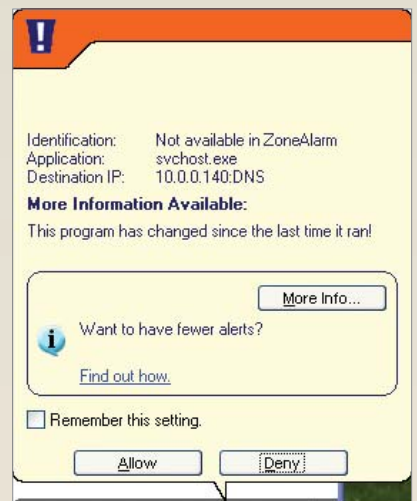 !
Identification: Not available in ZoneAlarm
Application: svchost.exe
Destination IP: 10.0.0.140:DNS
More Information Available:
This program has changed since the last time it ran!
More Info...
i Want to have fewer alerts?
Find out how.
Remember this setting.
Allow Deny